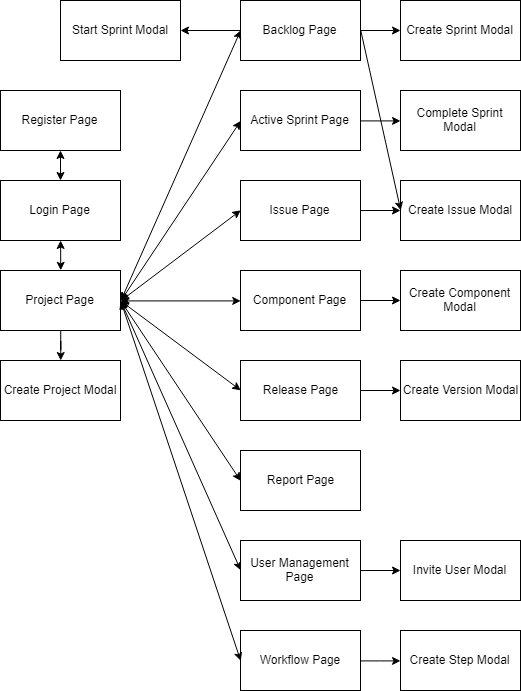 Start Sprint Modal
Backlog Page
Create Sprint Modal
Register Page
Active Sprint Page
Complete Sprint
Modal
Login Page
Issue Page
Create Issue Modal
Project Page
Component Page
Create Component
Modal
Create Project Modal
Release Page
Create Version Modal
Report Page
User Management
Page
Invite User Modal
Workflow Page
Create Step Modal